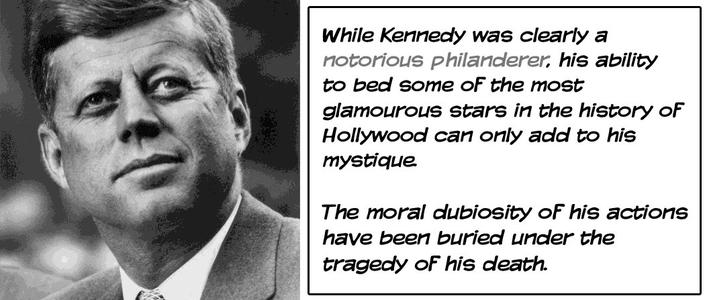 While Kennedy was clearly a
notorious philanderer, his ability
to bed some of the most
glamourous stars in the history of
Hollywood can only add to his
mystique.
The moral dubiosity of his actions
have been buried under the
tragedy of his death.